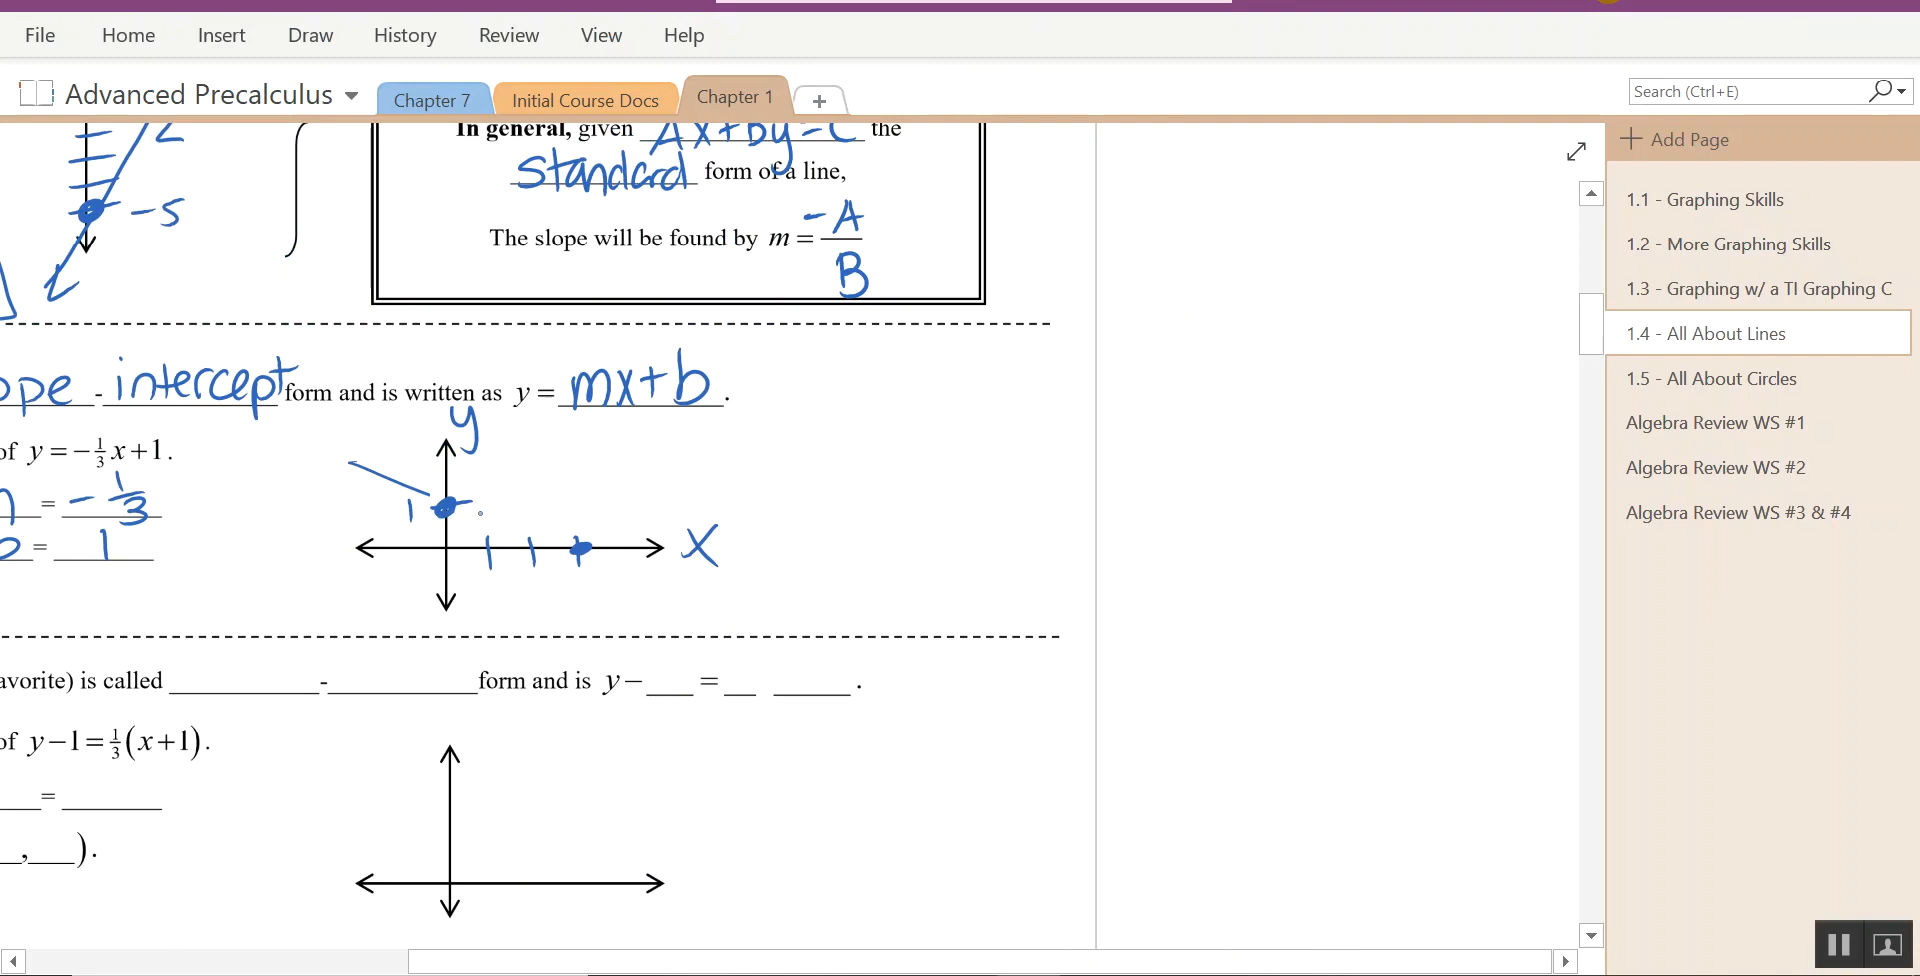 File Home Insert Draw History Review View Help
Advanced Precalculus Chapter 7 Initial Course Docs Chapter 1 +
Search (Ctrl+E)
Add Page
1.1 - Graphing Skills
1.2 - More Graphing Skills
1.3 - Graphing w/ a TI Graphing C
1.4 - All About Lines
1.5 - All About Circles
Algebra Review WS #1
Algebra Review WS #2
Algebra Review WS #3 & #4
-5
In general, given Ax+By=C the
standard form of a line,
The slope will be found by m = -A/B
ope - intercept form and is written as y = mx+b.
of y = -1/3 x + 1.
= -1/3
= 1
y
1
x
avorite) is called ___-___ form and is y - ___ = ___ ___.
of y - 1 = 1/3 (x + 1).
= ___
___,___).